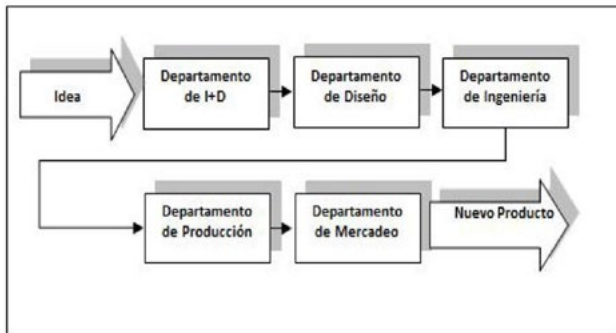 Idea
Departamento
de I+D
Departamento
de Diseño
Departamento
de Ingeniería
Departamento
de Producción
Departamento
de Mercadeo
Nuevo Producto